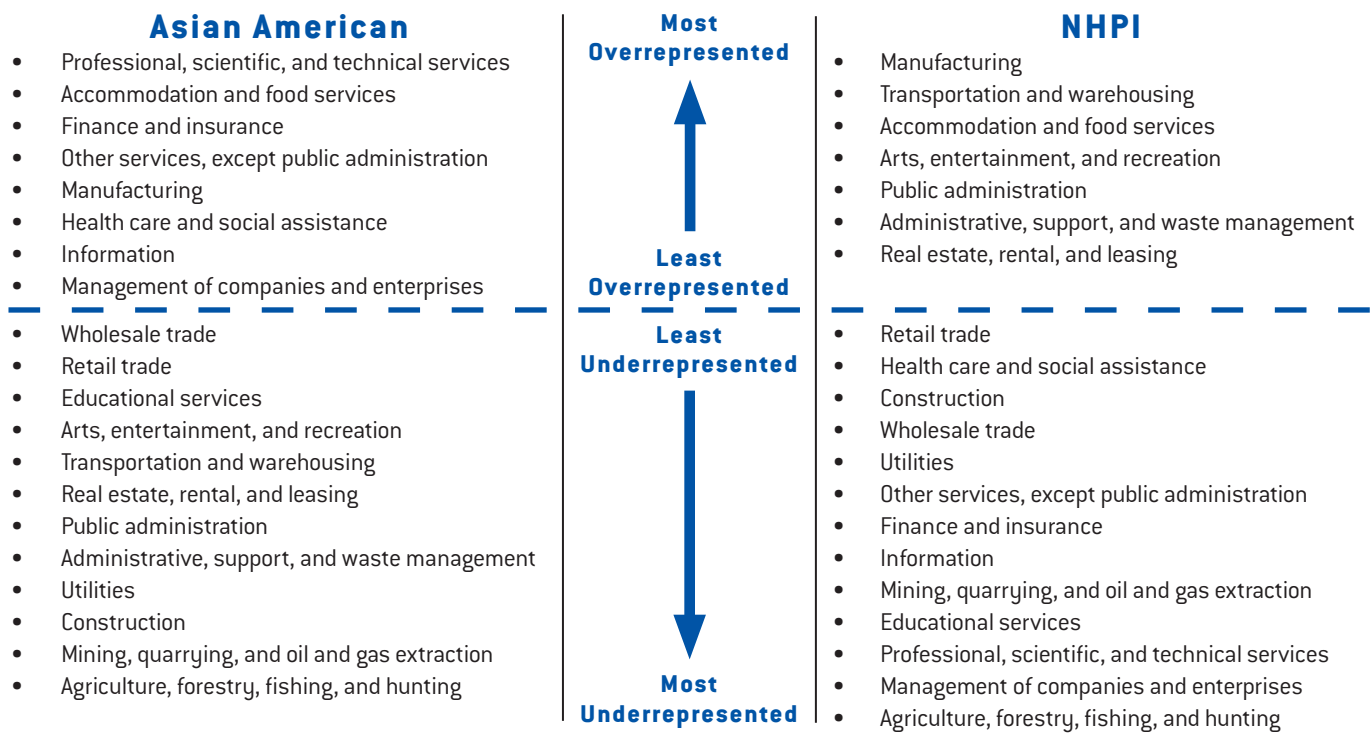 Asian American
• Professional, scientific, and technical services
• Accommodation and food services
• Finance and insurance
• Other services, except public administration
• Manufacturing
• Health care and social assistance
• Information
• Management of companies and enterprises
• Wholesale trade
• Retail trade
• Educational services
• Arts, entertainment, and recreation
• Transportation and warehousing
• Real estate, rental, and leasing
• Public administration
• Administrative, support, and waste management
• Utilities
• Construction
• Mining, quarrying, and oil and gas extraction
• Agriculture, forestry, fishing, and hunting
Most
Overrepresented
Least
Overrepresented
Least
Underrepresented
Most
Underrepresented
NHPI
• Manufacturing
• Transportation and warehousing
• Accommodation and food services
• Arts, entertainment, and recreation
• Public administration
• Administrative, support, and waste management
• Real estate, rental, and leasing
• Retail trade
• Health care and social assistance
• Construction
• Wholesale trade
• Utilities
• Other services, except public administration
• Finance and insurance
• Information
• Mining, quarrying, and oil and gas extraction
• Educational services
• Professional, scientific, and technical services
• Management of companies and enterprises
• Agriculture, forestry, fishing, and hunting